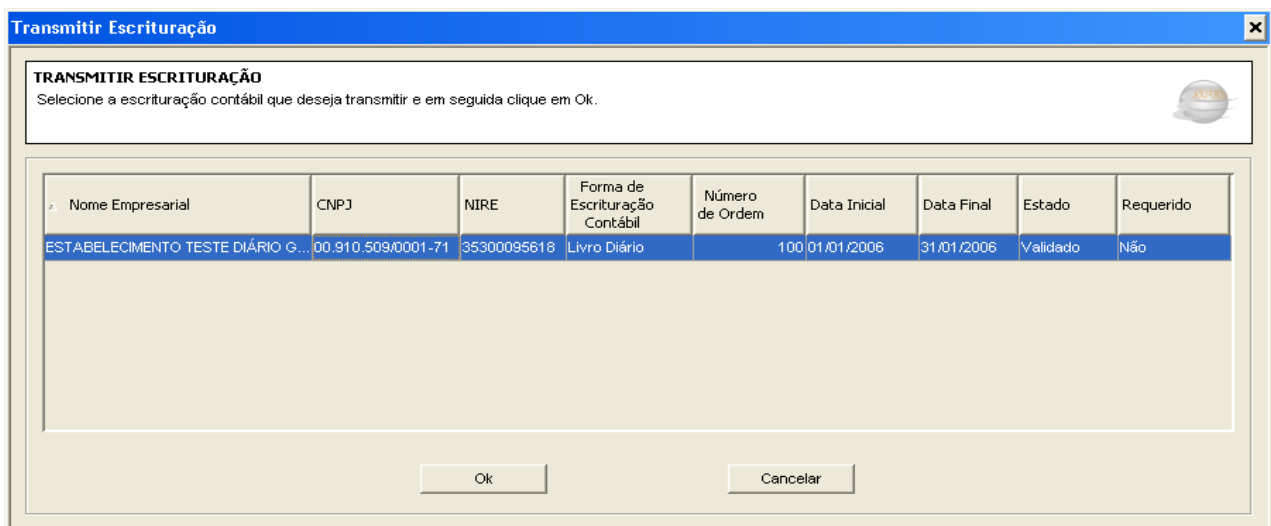 Transmitir Escrituração
TRANSMITIR ESCRITURAÇÃO
Selecione a escrituração contábil que deseja transmitir e em seguida clique em Ok.
Nome Empresarial CNPJ NIRE Forma de Escrituração Contábil Número de Ordem Data Inicial Data Final Estado Requerido
ESTABELECIMENTO TESTE DIÁRIO G... 00.910.509/0001-71 35300095618 Livro Diário 100 01/01/2006 31/01/2006 Validado Não
Ok Cancelar